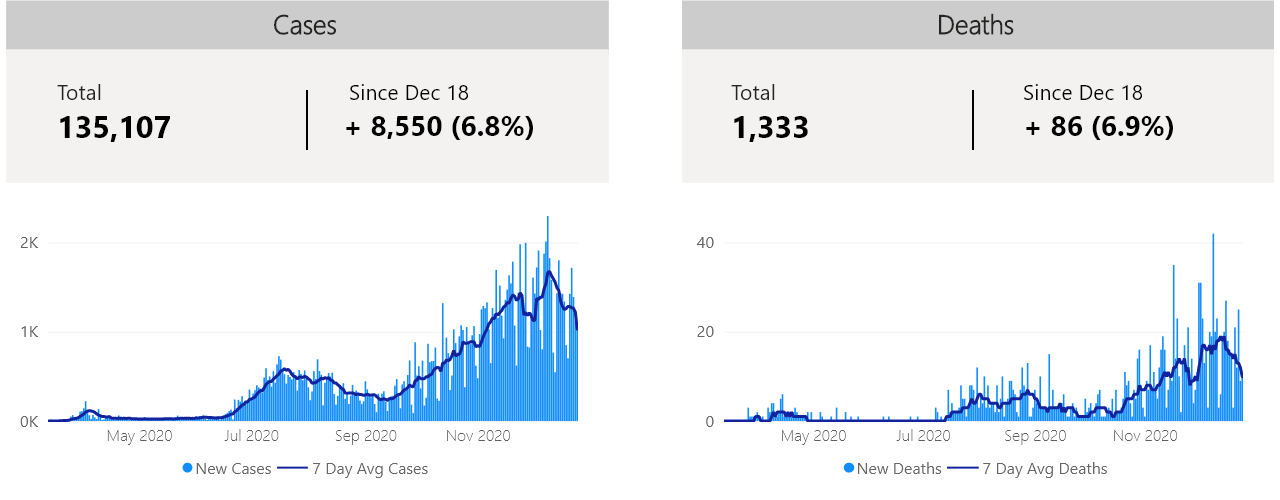 Cases
Total
135,107
Since Dec 18
+ 8,550 (6.8%)
2K
1K
0K
May 2020 Jul 2020 Sep 2020 Nov 2020
New Cases 7 Day Avg Cases
Deaths
Total
1,333
Since Dec 18
+ 86 (6.9%)
40
20
0
May 2020 Jul 2020 Sep 2020 Nov 2020
New Deaths 7 Day Avg Deaths